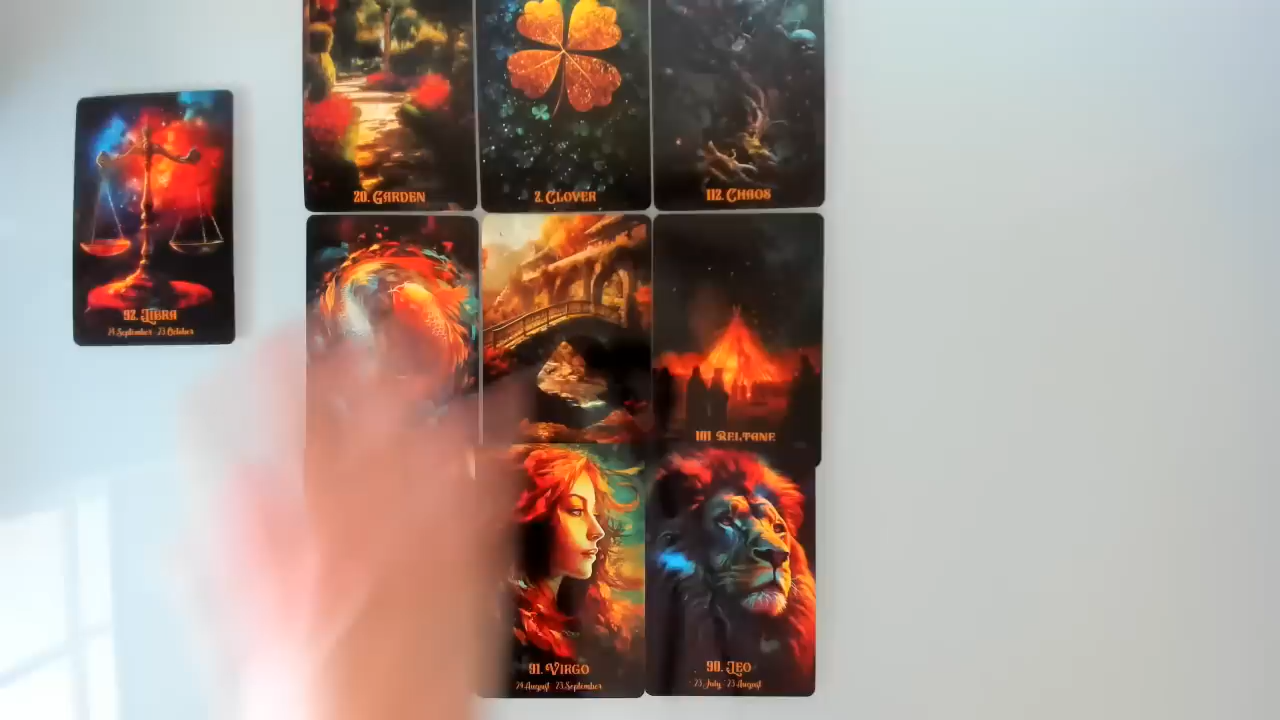 20. GARDEN
2. CLOVER
112. CHAOS
92. LIBRA
24 September - 23 October
101 BELTANE
91. VIRGO
24 August - 23 September
90. LEO
23 July - 23 August